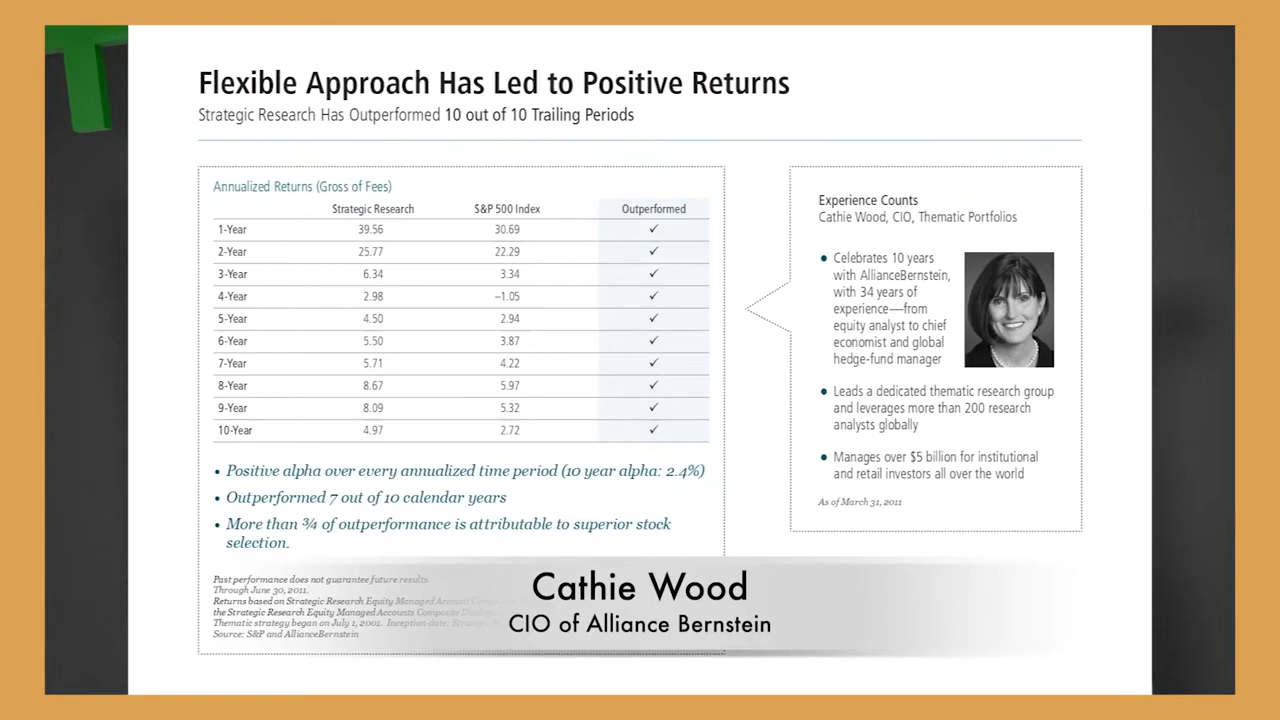 Flexible Approach Has Led to Positive Returns
Strategic Research Has Outperformed 10 out of 10 Trailing Periods
Annualized Returns (Gross of Fees)
Strategic Research S&P 500 Index Outperformed
1-Year 39.56 30.69 ✓
2-Year 25.77 22.29 ✓
3-Year 6.34 3.34 ✓
4-Year 2.98 –1.05 ✓
5-Year 4.50 2.94 ✓
6-Year 5.50 3.87 ✓
7-Year 5.71 4.22 ✓
8-Year 8.67 5.97 ✓
9-Year 8.09 5.32 ✓
10-Year 4.97 2.72 ✓
• Positive alpha over every annualized time period (10 year alpha: 2.4%)
• Outperformed 7 out of 10 calendar years
• More than ¾ of outperformance is attributable to superior stock
selection.
Past performance does not guarantee future results.
Through June 30, 2011.
Returns based on Strategic Research Equity Managed Account
the Strategic Research Equity Managed Accounts Composite
Thematic strategy began on July 1, 2001. Inception date:
Source: S&P and AllianceBernstein
Experience Counts
Cathie Wood, CIO, Thematic Portfolios
• Celebrates 10 years
with AllianceBernstein,
with 34 years of
experience—from
equity analyst to chief
economist and global
hedge-fund manager
• Leads a dedicated thematic research group
and leverages more than 200 research
analysts globally
• Manages over $5 billion for institutional
and retail investors all over the world
As of March 31, 2011
Cathie Wood
CIO of Alliance Bernstein